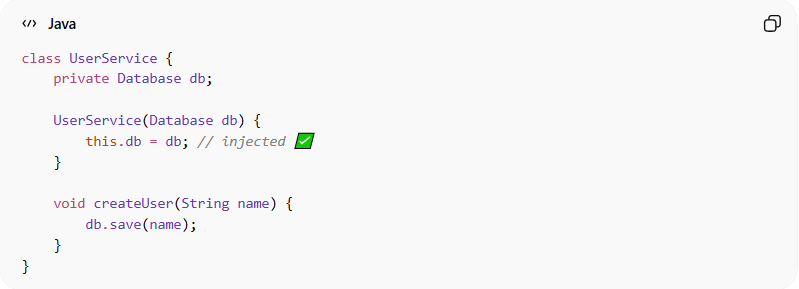 </> Java
class UserService {
    private Database db;
    UserService(Database db) {
        this.db = db; // injected ✅
    }
    void createUser(String name) {
        db.save(name);
    }
}